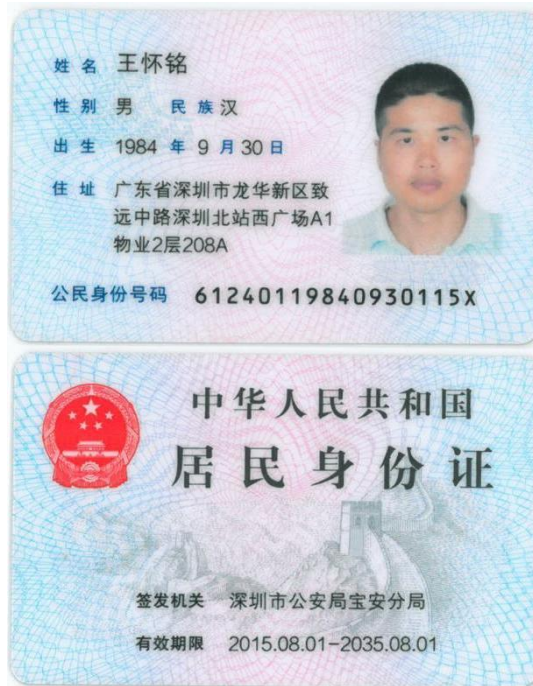 姓名 王怀铭
性别 男 民族 汉
出生 1984 年 9 月 30 日
住址 广东省深圳市龙华新区致
远中路深圳北站西广场A1
物业2层208A
公民身份号码 61240119840930115X
中华人民共和国
居民身份证
签发机关 深圳市公安局宝安分局
有效期限 2015.08.01-2035.08.01